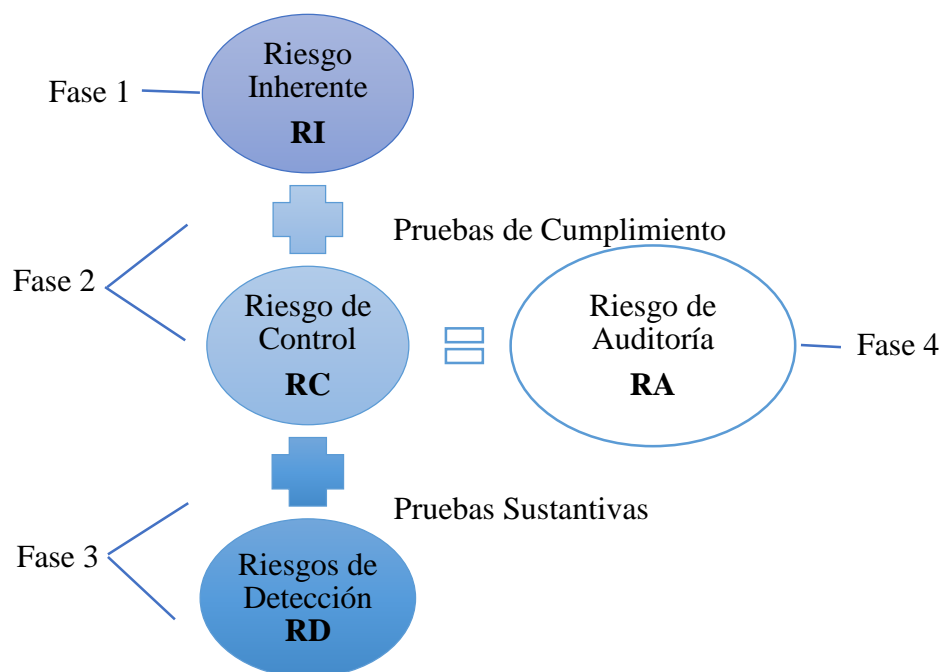 Riesgo
Inherente
RI
Fase 1
Pruebas de Cumplimiento
Fase 2
Riesgo de
Control
RC
Riesgo de
Auditoría
RA
Fase 4
Pruebas Sustantivas
Fase 3
Riesgos de
Detección
RD